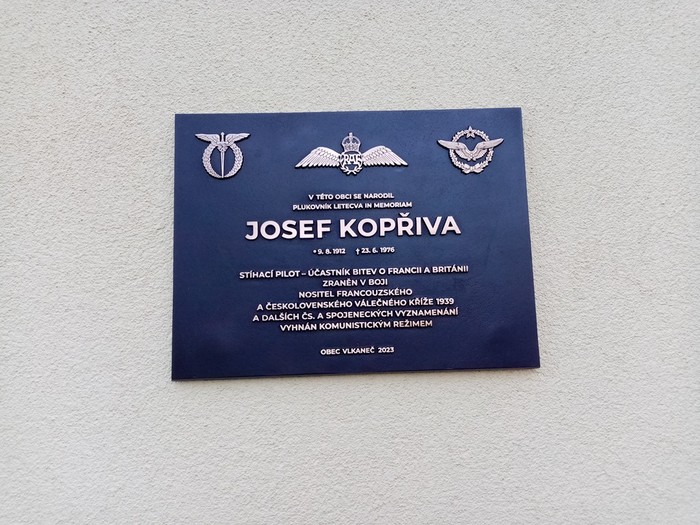 RAF
V TÉTO OBCI SE NARODIL
PLUKOVNÍK LETECVA IN MEMORIAM
JOSEF KOPŘIVA
* 9. 8. 1912 † 23. 6. 1976
STÍHACÍ PILOT – ÚČASTNÍK BITEV O FRANCII A BRITÁNII
ZRANĚN V BOJI
NOSITEL FRANCOUZSKÉHO
A ČESKOSLOVENSKÉHO VÁLEČNÉHO KŘÍŽE 1939
A DALŠÍCH ČS. A SPOJENECKÝCH VYZNAMENÁNÍ
VYHNÁN KOMUNISTICKÝM REŽIMEM
OBEC VLKANEČ 2023